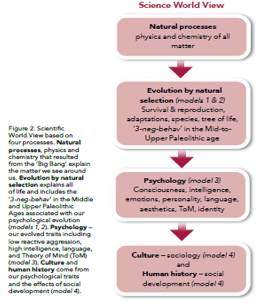 Science World View
Natural processes
physics and chemistry of all
matter
Evolution by natural
selection (models 1 & 2)
Survival & reproduction,
adaptations, species, tree of life,
'3-neg-behav' in the Mid-to-
Upper Paleolithic age
Psychology (model 3)
Consciousness, intelligence,
emotions, personality, language,
aesthetics, ToM, identity
Culture – sociology (model 4)
and
Human history – social
development (model 4)
Figure 2. Scientific
World View based on
four processes. Natural
processes, physics and
chemistry that resulted
from the 'Big Bang' explain
the matter we see around
us. Evolution by natural
selection explains all
of life and includes the
'3-neg-behav' in the Middle
and Upper Paleolithic
Ages associated with our
psychological evolution
(models 1, 2). Psychology –
our evolved traits including
low reactive aggression,
high intelligence, language,
and Theory of Mind (ToM)
(model 3). Culture and
human history come from
our psychological traits
and the effects of social
development (model 4).